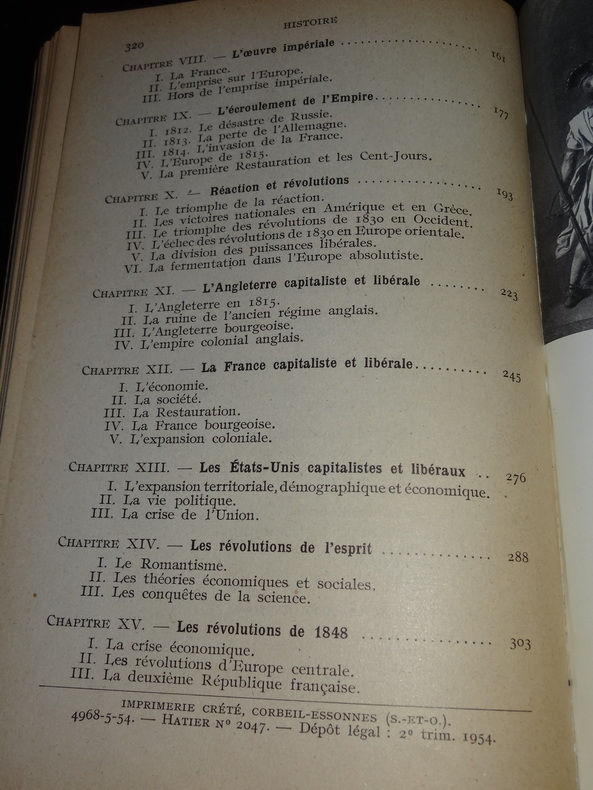 320
HISTOIRE
CHAPITRE VIII. — L'œuvre impériale ........ 161
I. La France.
II. L'emprise sur l'Europe.
III. Hors de l'emprise impériale.
CHAPITRE IX. — L'écroulement de l'Empire........ 177
I. 1812. Le désastre de Russie.
II. 1813. La perte de l'Allemagne.
III. 1814. L'invasion de la France.
IV. L'Europe de 1815.
V. La première Restauration et les Cent-Jours.
CHAPITRE X. — Réaction et révolutions ........ 193
I. Le triomphe de la réaction.
II. Les victoires nationales en Amérique et en Grèce.
III. Le triomphe des révolutions de 1830 en Occident.
IV. L'échec des révolutions de 1830 en Europe orientale.
V. La division des puissances libérales.
VI. La fermentation dans l'Europe absolutiste.
CHAPITRE XI. — L'Angleterre capitaliste et libérale ........ 223
I. L'Angleterre en 1815.
II. La ruine de l'ancien régime anglais.
III. L'Angleterre bourgeoise.
IV. L'empire colonial anglais.
CHAPITRE XII. — La France capitaliste et libérale........ 245
I. L'économie.
II. La société.
III. La Restauration.
IV. La France bourgeoise.
V. L'expansion coloniale.
CHAPITRE XIII. — Les États-Unis capitalistes et libéraux .. 276
I. L'expansion territoriale, démographique et économique.
II. La vie politique.
III. La crise de l'Union.
CHAPITRE XIV. — Les révolutions de l'esprit ........ 288
I. Le Romantisme.
II. Les théories économiques et sociales.
III. Les conquêtes de la science.
CHAPITRE XV. — Les révolutions de 1848 ........ 303
I. La crise économique.
II. Les révolutions d'Europe centrale.
III. La deuxième République française.
IMPRIMERIE CRÉTÉ, CORBEIL-ESSONNES (S.-ET-O.).
4968-5-54. — HATIER Nº 2047. — Dépôt légal : 2e trim. 1954.